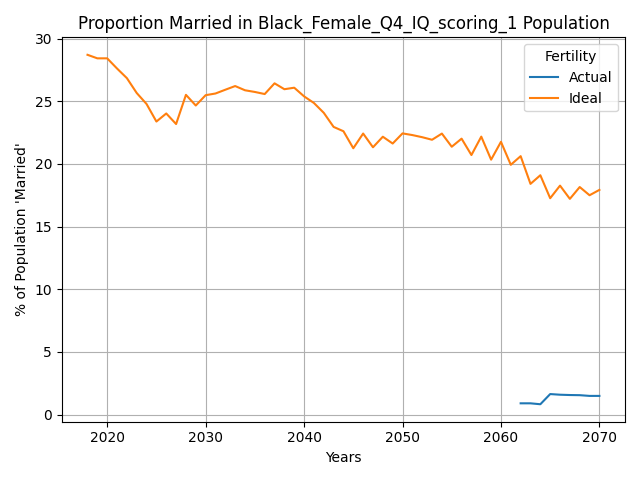 Proportion Married in Black_Female_Q4_IQ_scoring_1 Population
Fertility
Actual
Ideal
% of Population 'Married'
30
25
20
15
10
5
0
2020 2030 2040 2050 2060 2070
Years